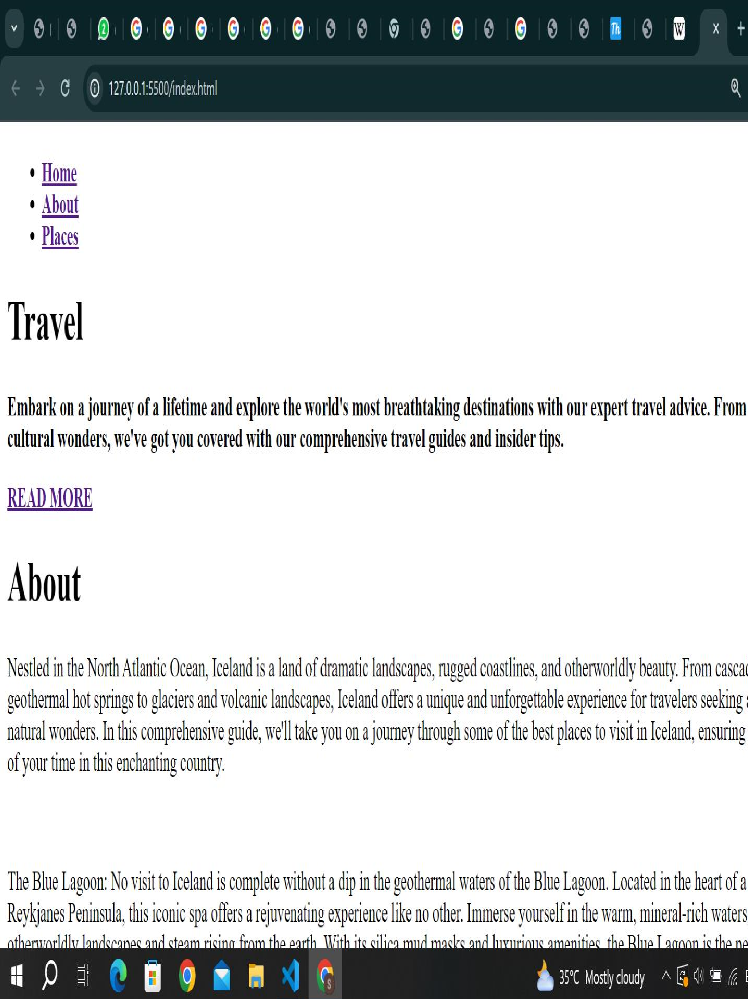 2
Th
W
127.0.0.1:5500/index.html
Home
About
Places
Travel
Embark on a journey of a lifetime and explore the world's most breathtaking destinations with our expert travel advice. From
cultural wonders, we've got you covered with our comprehensive travel guides and insider tips.
READ MORE
About
Nestled in the North Atlantic Ocean, Iceland is a land of dramatic landscapes, rugged coastlines, and otherworldly beauty. From
geothermal hot springs to glaciers and volcanic landscapes, Iceland offers a unique and unforgettable experience for travelers seeking
natural wonders. In this comprehensive guide, we'll take you on a journey through some of the best places to visit in Iceland, ensuring
of your time in this enchanting country.
The Blue Lagoon: No visit to Iceland is complete without a dip in the geothermal waters of the Blue Lagoon. Located in the heart of a
Reykjanes Peninsula, this iconic spa offers a rejuvenating experience like no other. Immerse yourself in the warm, mineral-rich waters
otherworldly landscapes and steam rising from the earth. With its silica mud masks and luxurious amenities, the Blue Lagoon is the
S
35°C Mostly cloudy